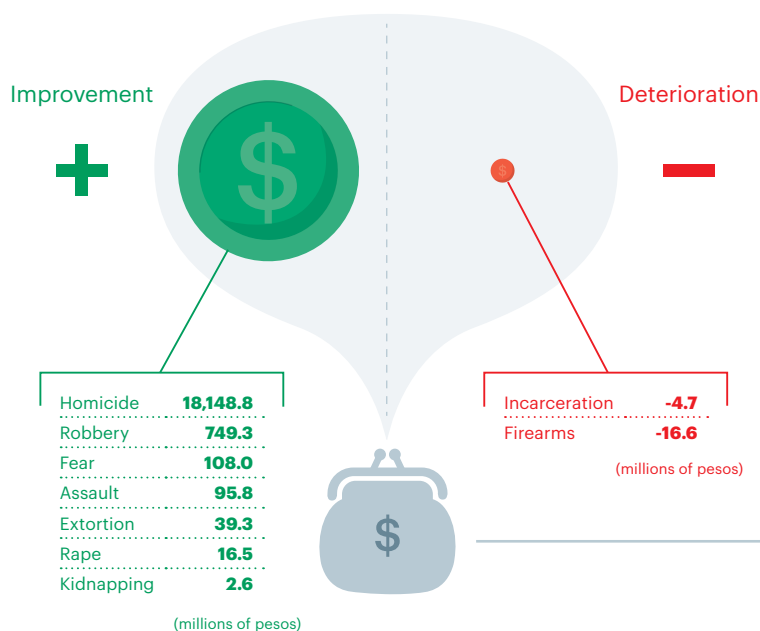 Improvement
Deterioration
$
$
Homicide 18,148.8
Robbery 749.3
Fear 108.0
Assault 95.8
Extortion 39.3
Rape 16.5
Kidnapping 2.6
(millions of pesos)
Incarceration -4.7
Firearms -16.6
(millions of pesos)
$